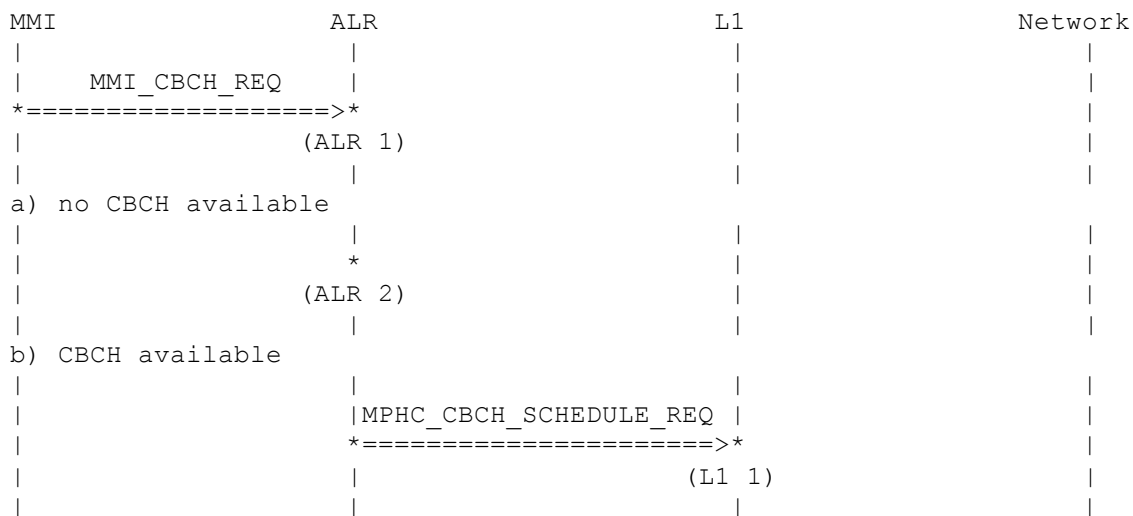 MMI ALR L1 Network
MMI_CBCH_REQ
(ALR 1)
a) no CBCH available
(ALR 2)
b) CBCH available
MPHC_CBCH_SCHEDULE_REQ
(L1 1)